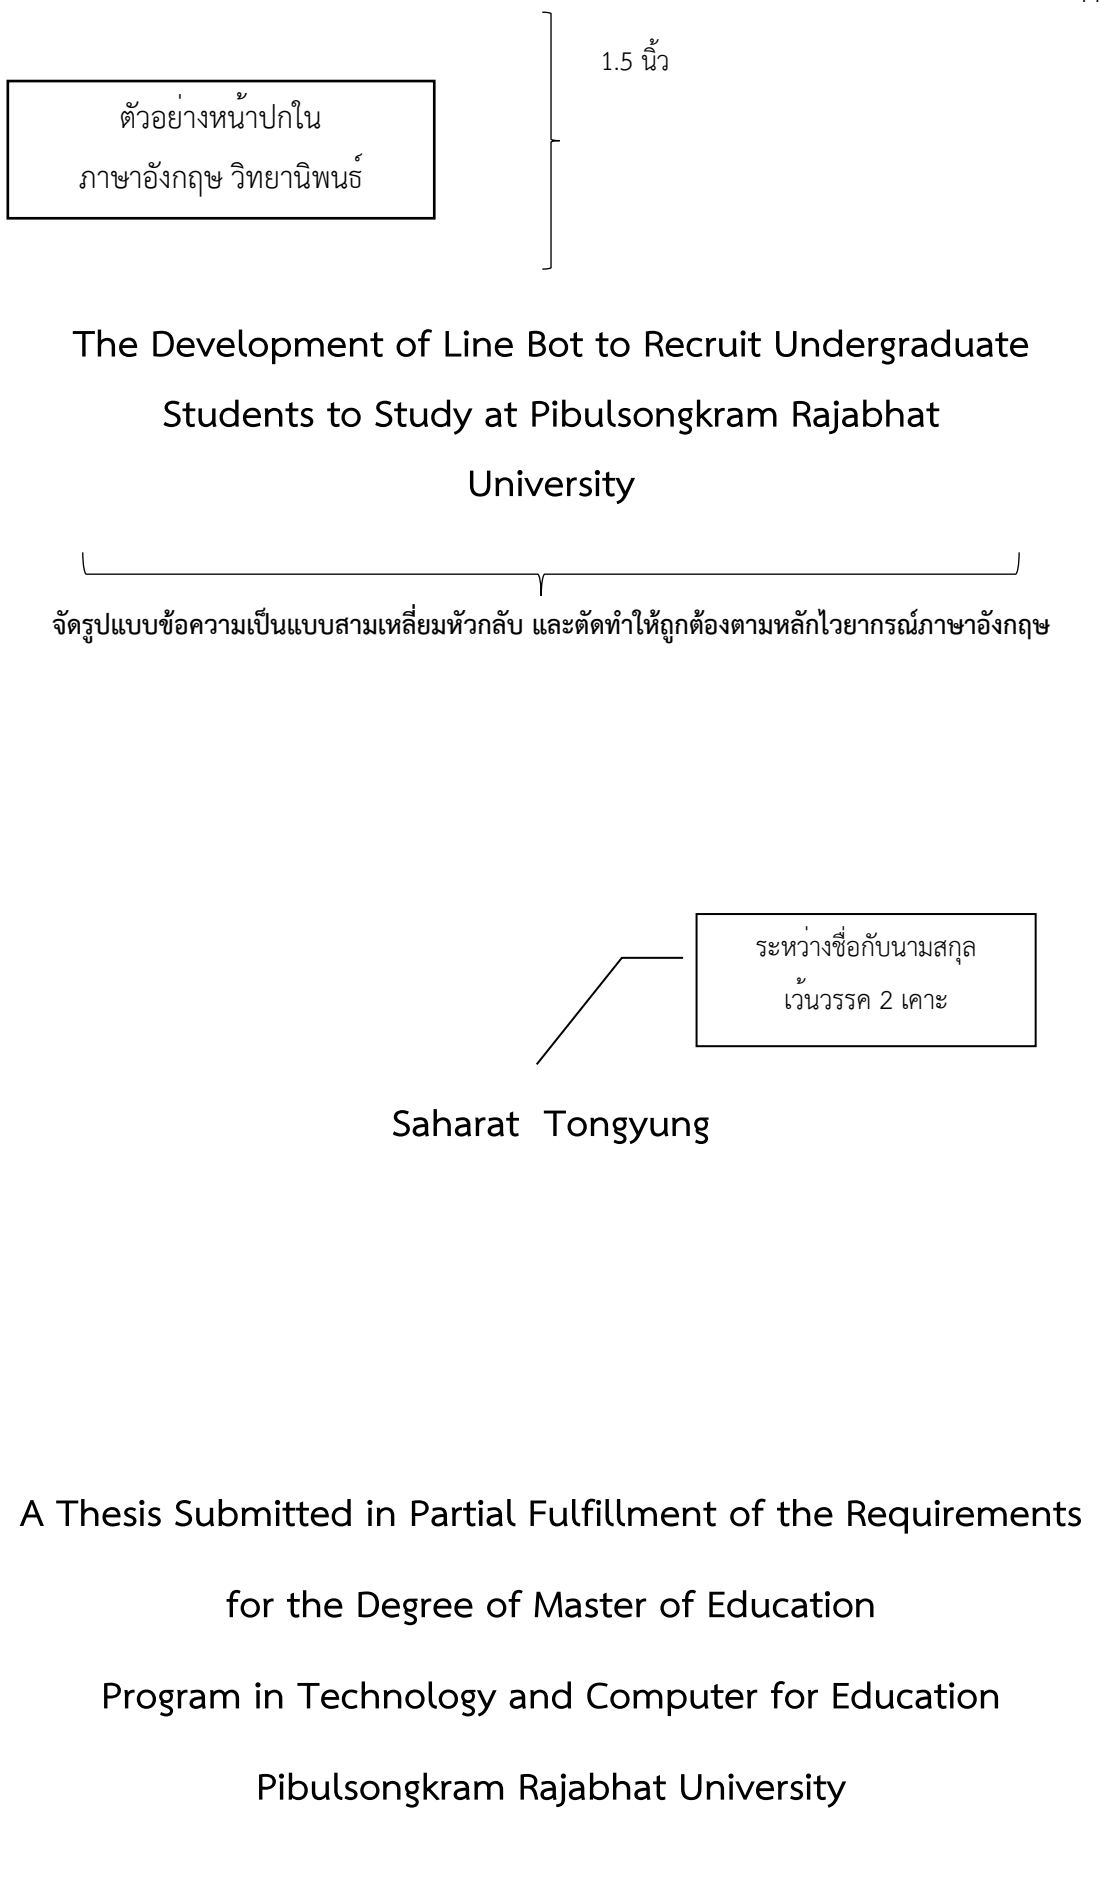 1.5 นิ้ว
ตัวอย่างหน้าปกใน
ภาษาอังกฤษ วิทยานิพนธ์
The Development of Line Bot to Recruit Undergraduate
Students to Study at Pibulsongkram Rajabhat
University
จัดรูปแบบข้อความเป็นแบบสามเหลี่ยมหัวกลับ และตัดทำให้ถูกต้องตามหลักไวยากรณ์ภาษาอังกฤษ
ระหว่างชื่อกับนามสกุล
เว้นวรรค 2 เคาะ
Saharat  Tongyung
A Thesis Submitted in Partial Fulfillment of the Requirements
for the Degree of Master of Education
Program in Technology and Computer for Education
Pibulsongkram Rajabhat University